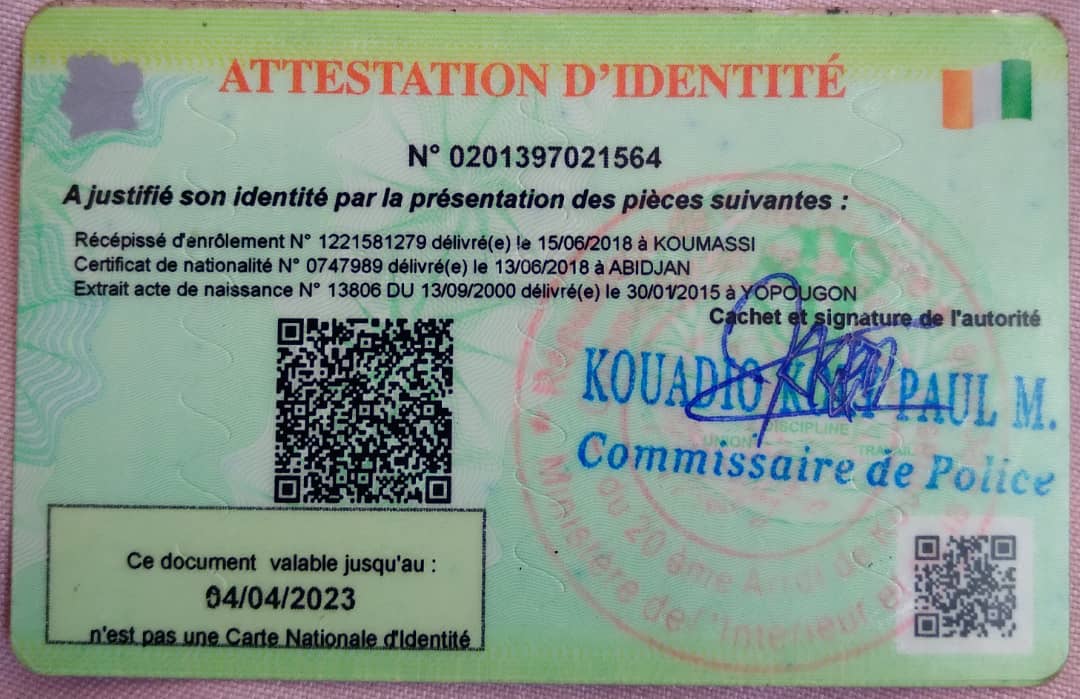 ATTESTATION D'IDENTITÉ
N° 0201397021564
A justifié son identité par la présentation des pièces suivantes :
Récépissé d'enrôlement N° 1221581279 délivré(e) le 15/06/2018 à KOUMASSI
Certificat de nationalité N° 0747989 délivré(e) le 13/06/2018 à ABIDJAN
Extrait acte de naissance N° 13806 DU 13/09/2000 délivré(e) le 30/01/2015 à YOPOUGON
Cachet et signature de l'autorité
KOUADIO PAUL M.
UNION DISCIPLINE TRAVAIL
Commissaire de Police
du 20 ème Arrdt de
Ministère de l'Intérieur et
Ce document valable jusqu'au :
04/04/2023
n'est pas une Carte Nationale d'Identité